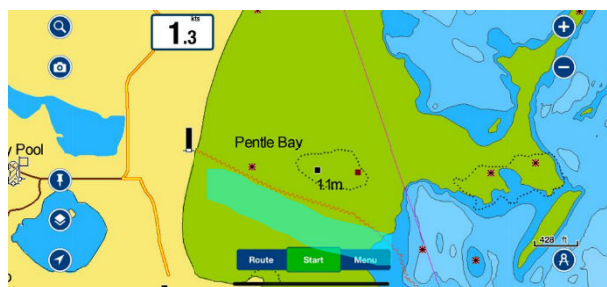 kts
1.3
Pentle Bay
y Pool
1.1m
428 ft
Route
Start
Menu